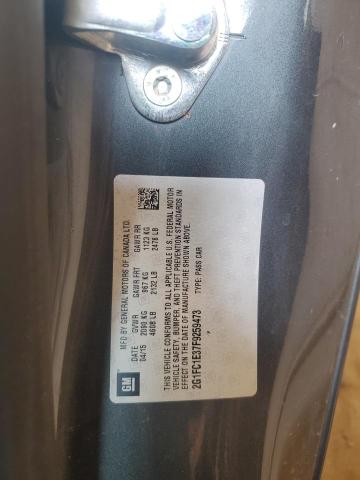 MFD BY GENERAL MOTORS OF CANADA LTD.
DATE GVWR GAWR FRT GAWR RR
04/15 2090 KG 967 KG 1123 KG
4608 LB 2132 LB 2476 LB
THIS VEHICLE CONFORMS TO ALL APPLICABLE U.S. FEDERAL MOTOR
VEHICLE SAFETY, BUMPER, AND THEFT PREVENTION STANDARDS IN
EFFECT ON THE DATE OF MANUFACTURE SHOWN ABOVE.
2G1FC1E37F9259473 TYPE: PASS CAR
GM